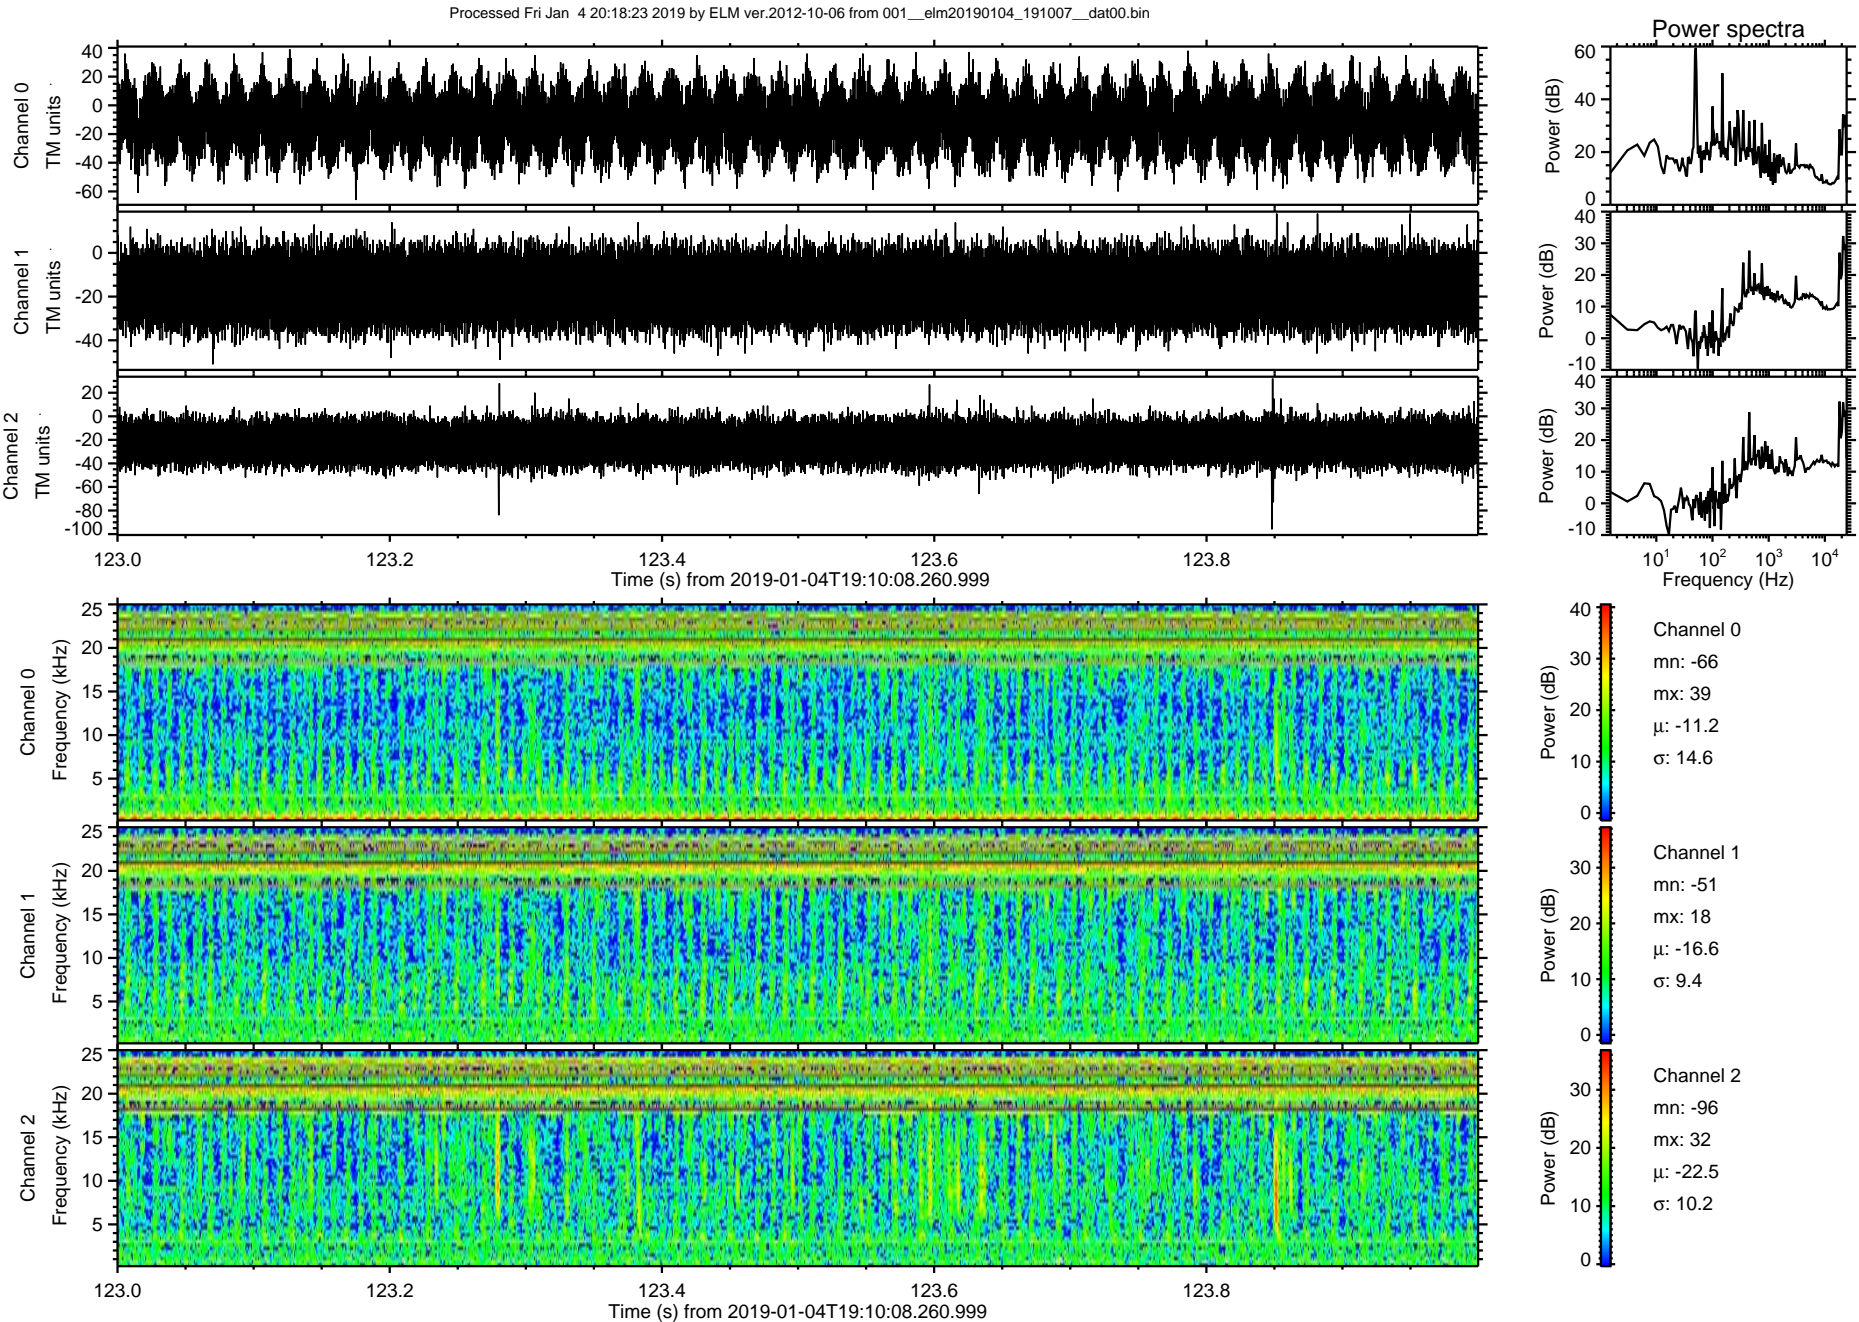 Processed Fri Jan  4 20:18:23 2019 by ELM ver.2012-10-06 from 001__elm20190104_191007__dat00.bin
Power spectra
Channel 0
TM units
40
20
0
-20
-40
-60
Power (dB)
60
40
20
0
Channel 1
TM units
0
-20
-40
Power (dB)
40
30
20
10
0
-10
Channel 2
TM units
20
0
-20
-40
-60
-80
-100
Power (dB)
40
30
20
10
0
-10
123.0 123.2 123.4 123.6 123.8
Time (s) from 2019-01-04T19:10:08.260.999
10¹ 10² 10³ 10⁴
Frequency (Hz)
Channel 0
Frequency (kHz)
25
20
15
10
5
Power (dB)
40
30
20
10
0
Channel 0
mn: -66
mx: 39
μ: -11.2
σ: 14.6
Channel 1
Frequency (kHz)
25
20
15
10
5
Power (dB)
30
20
10
0
Channel 1
mn: -51
mx: 18
μ: -16.6
σ: 9.4
Channel 2
Frequency (kHz)
25
20
15
10
5
Power (dB)
30
20
10
0
Channel 2
mn: -96
mx: 32
μ: -22.5
σ: 10.2
123.0 123.2 123.4 123.6 123.8
Time (s) from 2019-01-04T19:10:08.260.999